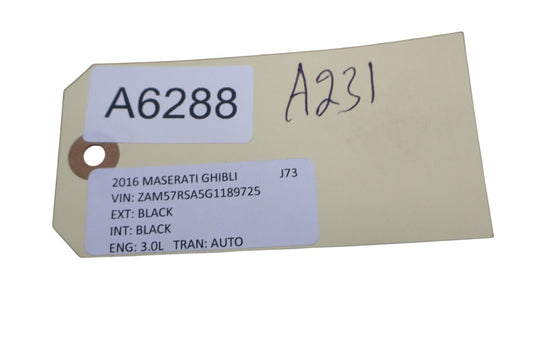 A6288
A231
2016 MASERATI GHIBLI J73
VIN: ZAM57RSA5G1189725
EXT: BLACK
INT: BLACK
ENG: 3.0L TRAN: AUTO